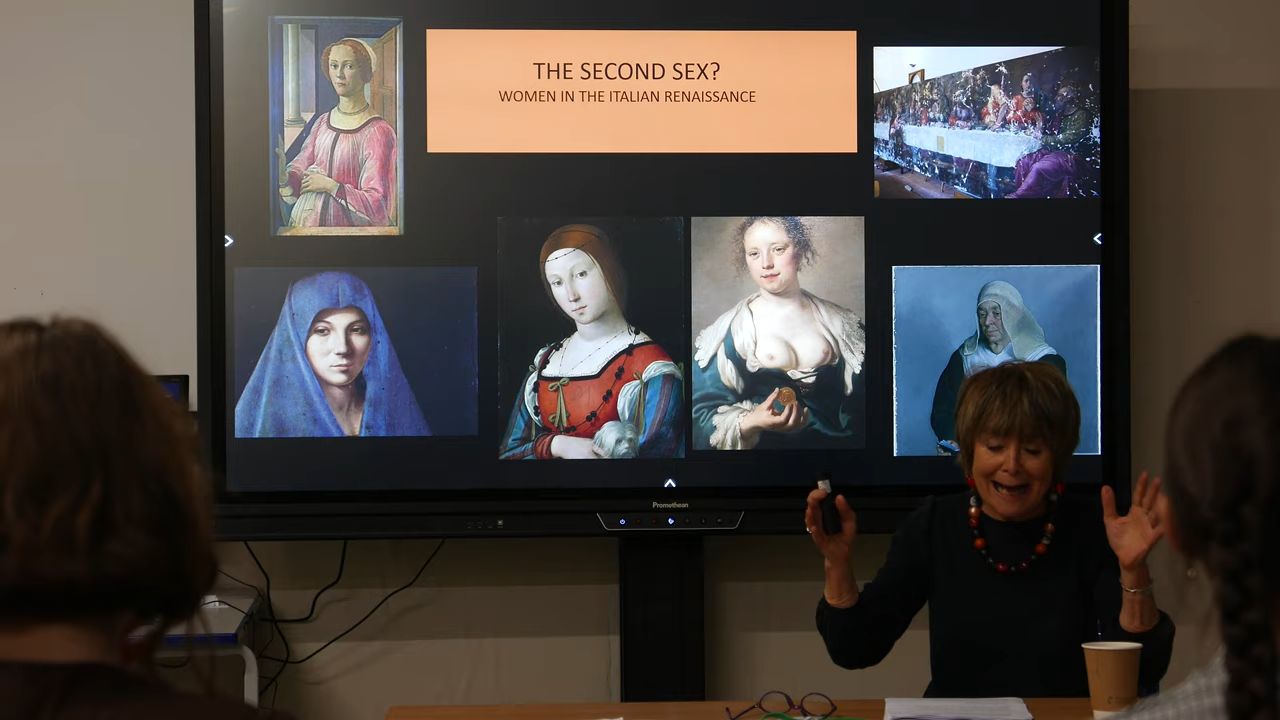 THE SECOND SEX?
WOMEN IN THE ITALIAN RENAISSANCE
Promethean